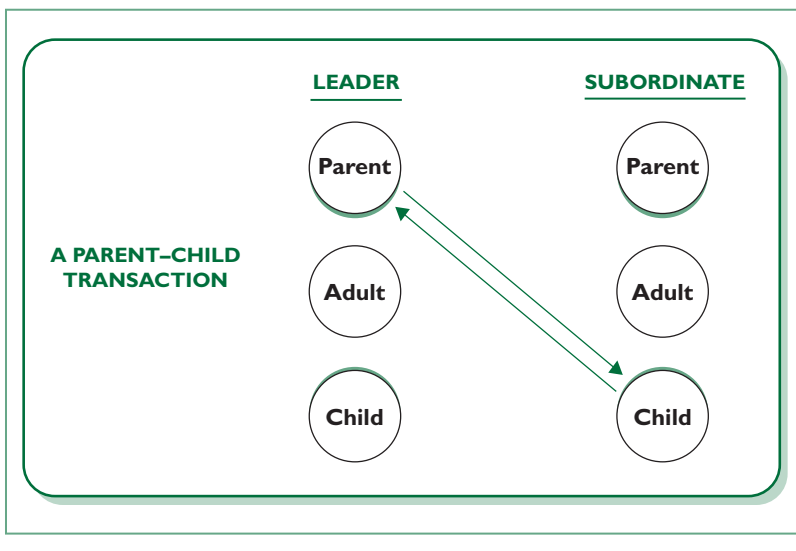 LEADER
SUBORDINATE
Parent
Parent
A PARENT–CHILD
TRANSACTION
Adult
Adult
Child
Child